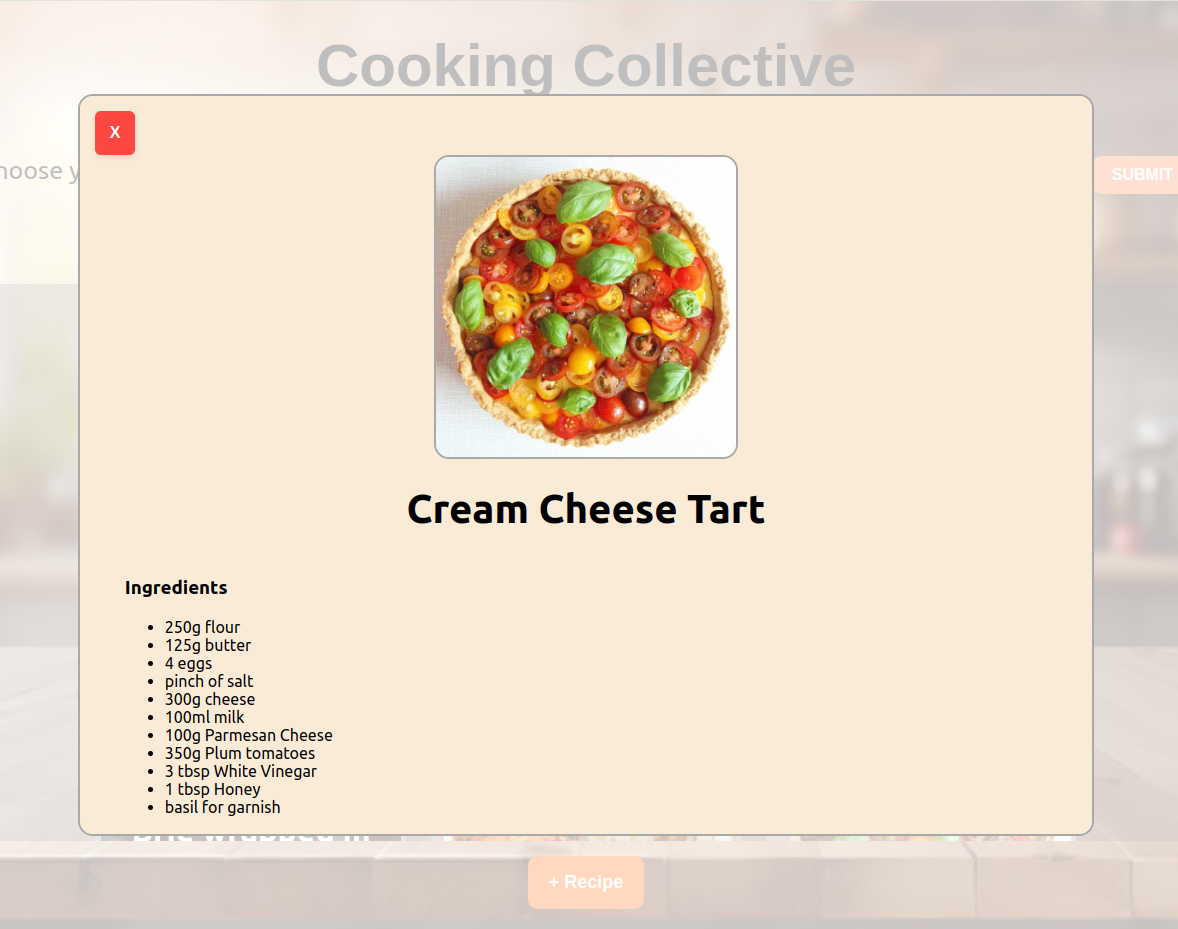 Cooking Collective
X
SUBMIT
Cream Cheese Tart
Ingredients
250g flour
125g butter
4 eggs
pinch of salt
300g cheese
100ml milk
100g Parmesan Cheese
350g Plum tomatoes
3 tbsp White Vinegar
1 tbsp Honey
basil for garnish
+ Recipe